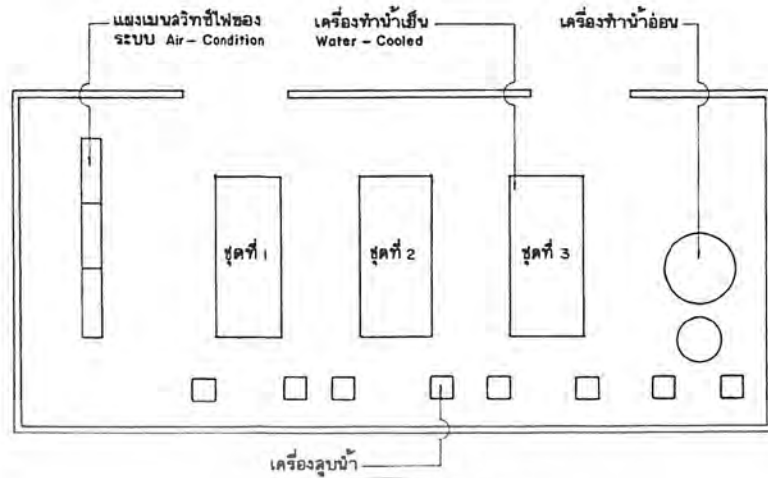 แผงเมนสวิทช์ไฟของ
ระบบ Air - Condition
เครื่องทำน้ำเย็น
Water - Cooled
เครื่องทำน้ำอ่อน
ชุดที่ 1
ชุดที่ 2
ชุดที่ 3
เครื่องสูบน้ำ